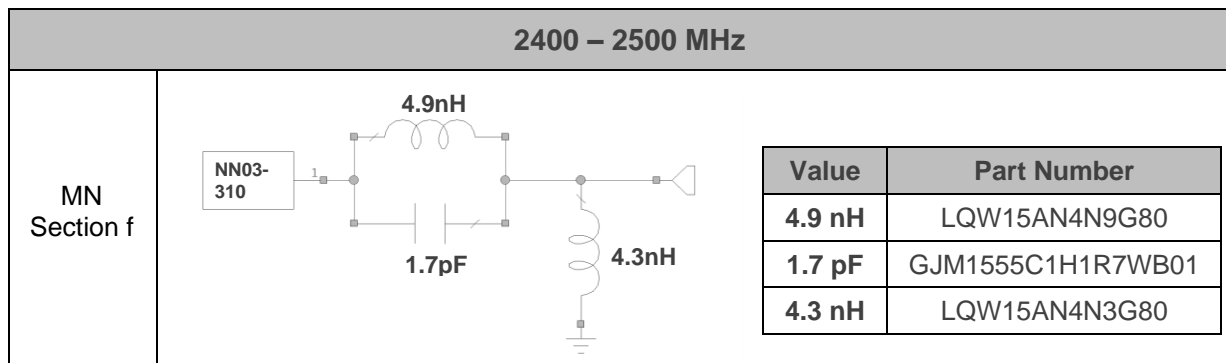 2400 – 2500 MHz
MN
Section f
4.9nH
NN03-
310
1
1.7pF
4.3nH
Value Part Number
4.9 nH LQW15AN4N9G80
1.7 pF GJM1555C1H1R7WB01
4.3 nH LQW15AN4N3G80